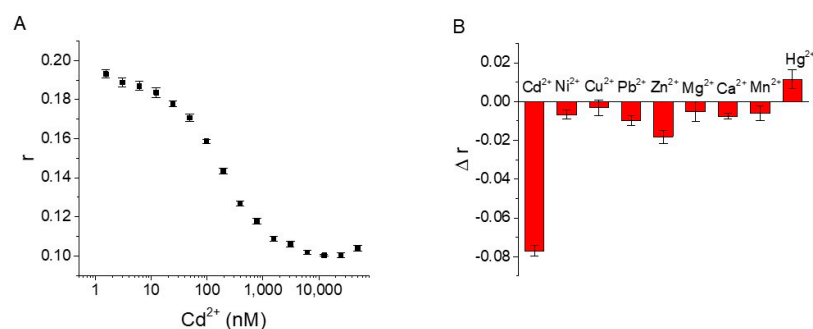 A
0.20
0.18
0.16
0.14
0.12
0.10
r
1
10
100
1,000
10,000
Cd²⁺ (nM)
B
0.02
0.00
-0.02
-0.04
-0.06
-0.08
Δ r
Cd²⁺ Ni²⁺ Cu²⁺ Pb²⁺ Zn²⁺ Mg²⁺ Ca²⁺ Mn²⁺ Hg²⁺